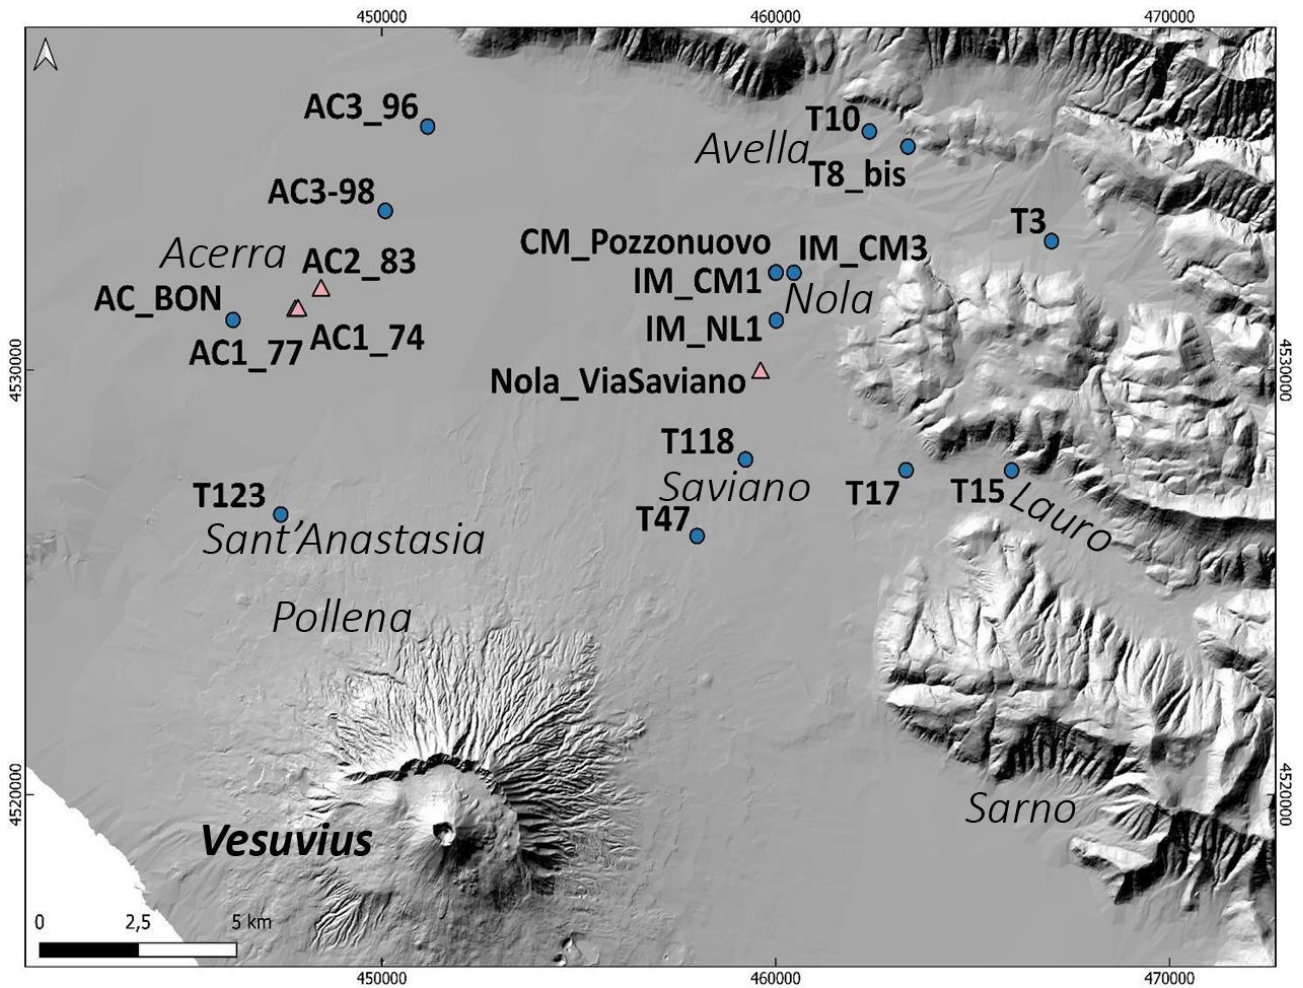 450000
460000
470000
AC3_96
T10
Avella
T8_bis
AC3-98
T3
CM_Pozzonuovo
IM_CM3
Acerra
AC2_83
IM_CM1
Nola
AC_BON
IM_NL1
AC1_74
AC1_77
4530000
4530000
Nola_ViaSaviano
T118
Saviano
T17
T15
Lauro
T123
T47
Sant'Anastasia
Pollena
4520000
4520000
Sarno
Vesuvius
0
2,5
5 km
450000
460000
470000